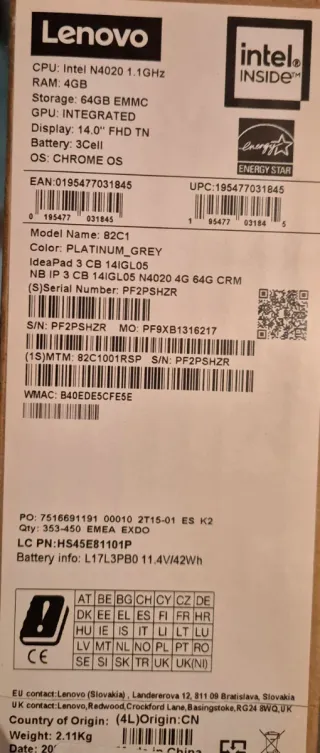 Lenovo
intel®
INSIDE™
CPU: Intel N4020 1.1GHz
RAM: 4GB
Storage: 64GB EMMC
GPU: INTEGRATED
Display: 14.0" FHD TN
Battery: 3Cell
OS: CHROME OS
energy
ENERGY STAR
EAN:0195477031845
UPC:195477031845
0 195477 031845
1 95477 03184 5
Model Name: 82C1
Color: PLATINUM_GREY
IdeaPad 3 CB 14IGL05
NB IP 3 CB 14IGL05 N4020 4G 64G CRM
(S)Serial Number: PF2PSHZR
S/N: PF2PSHZR MO: PF9XB1316217
(1S)MTM: 82C1001RSP S/N: PF2PSHZR
WMAC: B40EDE5CFE5E
PO: 7516691191 00010 2T15-01 ES K2
Qty: 353-450 EMEA EXDO
LC PN:HS45E81101P
Battery info: L17L3PB0 11.4V/42Wh
AT BE BG CH CY CZ DE
DK EE EL ES FI FR HR
HU IE IS IT LI LT LU
LV MT NL NO PL PT RO
SE SI SK TR UK UK(NI)
CE
EU contact:Lenovo (Slovakia) , Landererova 12, 811 09 Bratislava, Slovakia
UK contact:Lenovo,Redwood,Crockford Lane,Basingstoke,RG24 8WQ,UK
Country of Origin: (4L)Origin:CN
Weight: 2.11Kg
Date: 20
in China